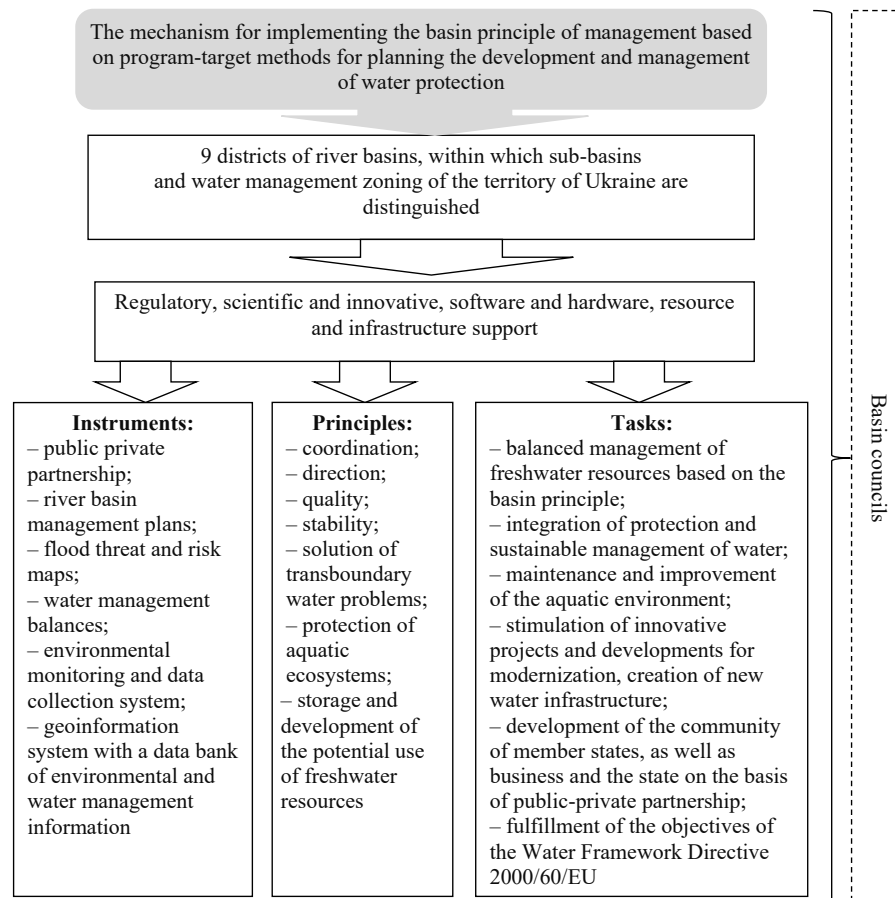 The mechanism for implementing the basin principle of management based
on program-target methods for planning the development and management
of water protection
9 districts of river basins, within which sub-basins
and water management zoning of the territory of Ukraine are
distinguished
Regulatory, scientific and innovative, software and hardware, resource
and infrastructure support
Instruments:
– public private
partnership;
– river basin
management plans;
– flood threat and risk
maps;
– water management
balances;
– environmental
monitoring and data
collection system;
– geoinformation
system with a data bank
of environmental and
water management
information
Principles:
– coordination;
– direction;
– quality;
– stability;
– solution of
transboundary
water problems;
– protection of
aquatic
ecosystems;
– storage and
development of
the potential use
of freshwater
resources
Tasks:
– balanced management of
freshwater resources based on the
basin principle;
– integration of protection and
sustainable management of water;
– maintenance and improvement
of the aquatic environment;
– stimulation of innovative
projects and developments for
modernization, creation of new
water infrastructure;
– development of the community
of member states, as well as
business and the state on the basis
of public-private partnership;
– fulfillment of the objectives of
the Water Framework Directive
2000/60/EU
Basin councils